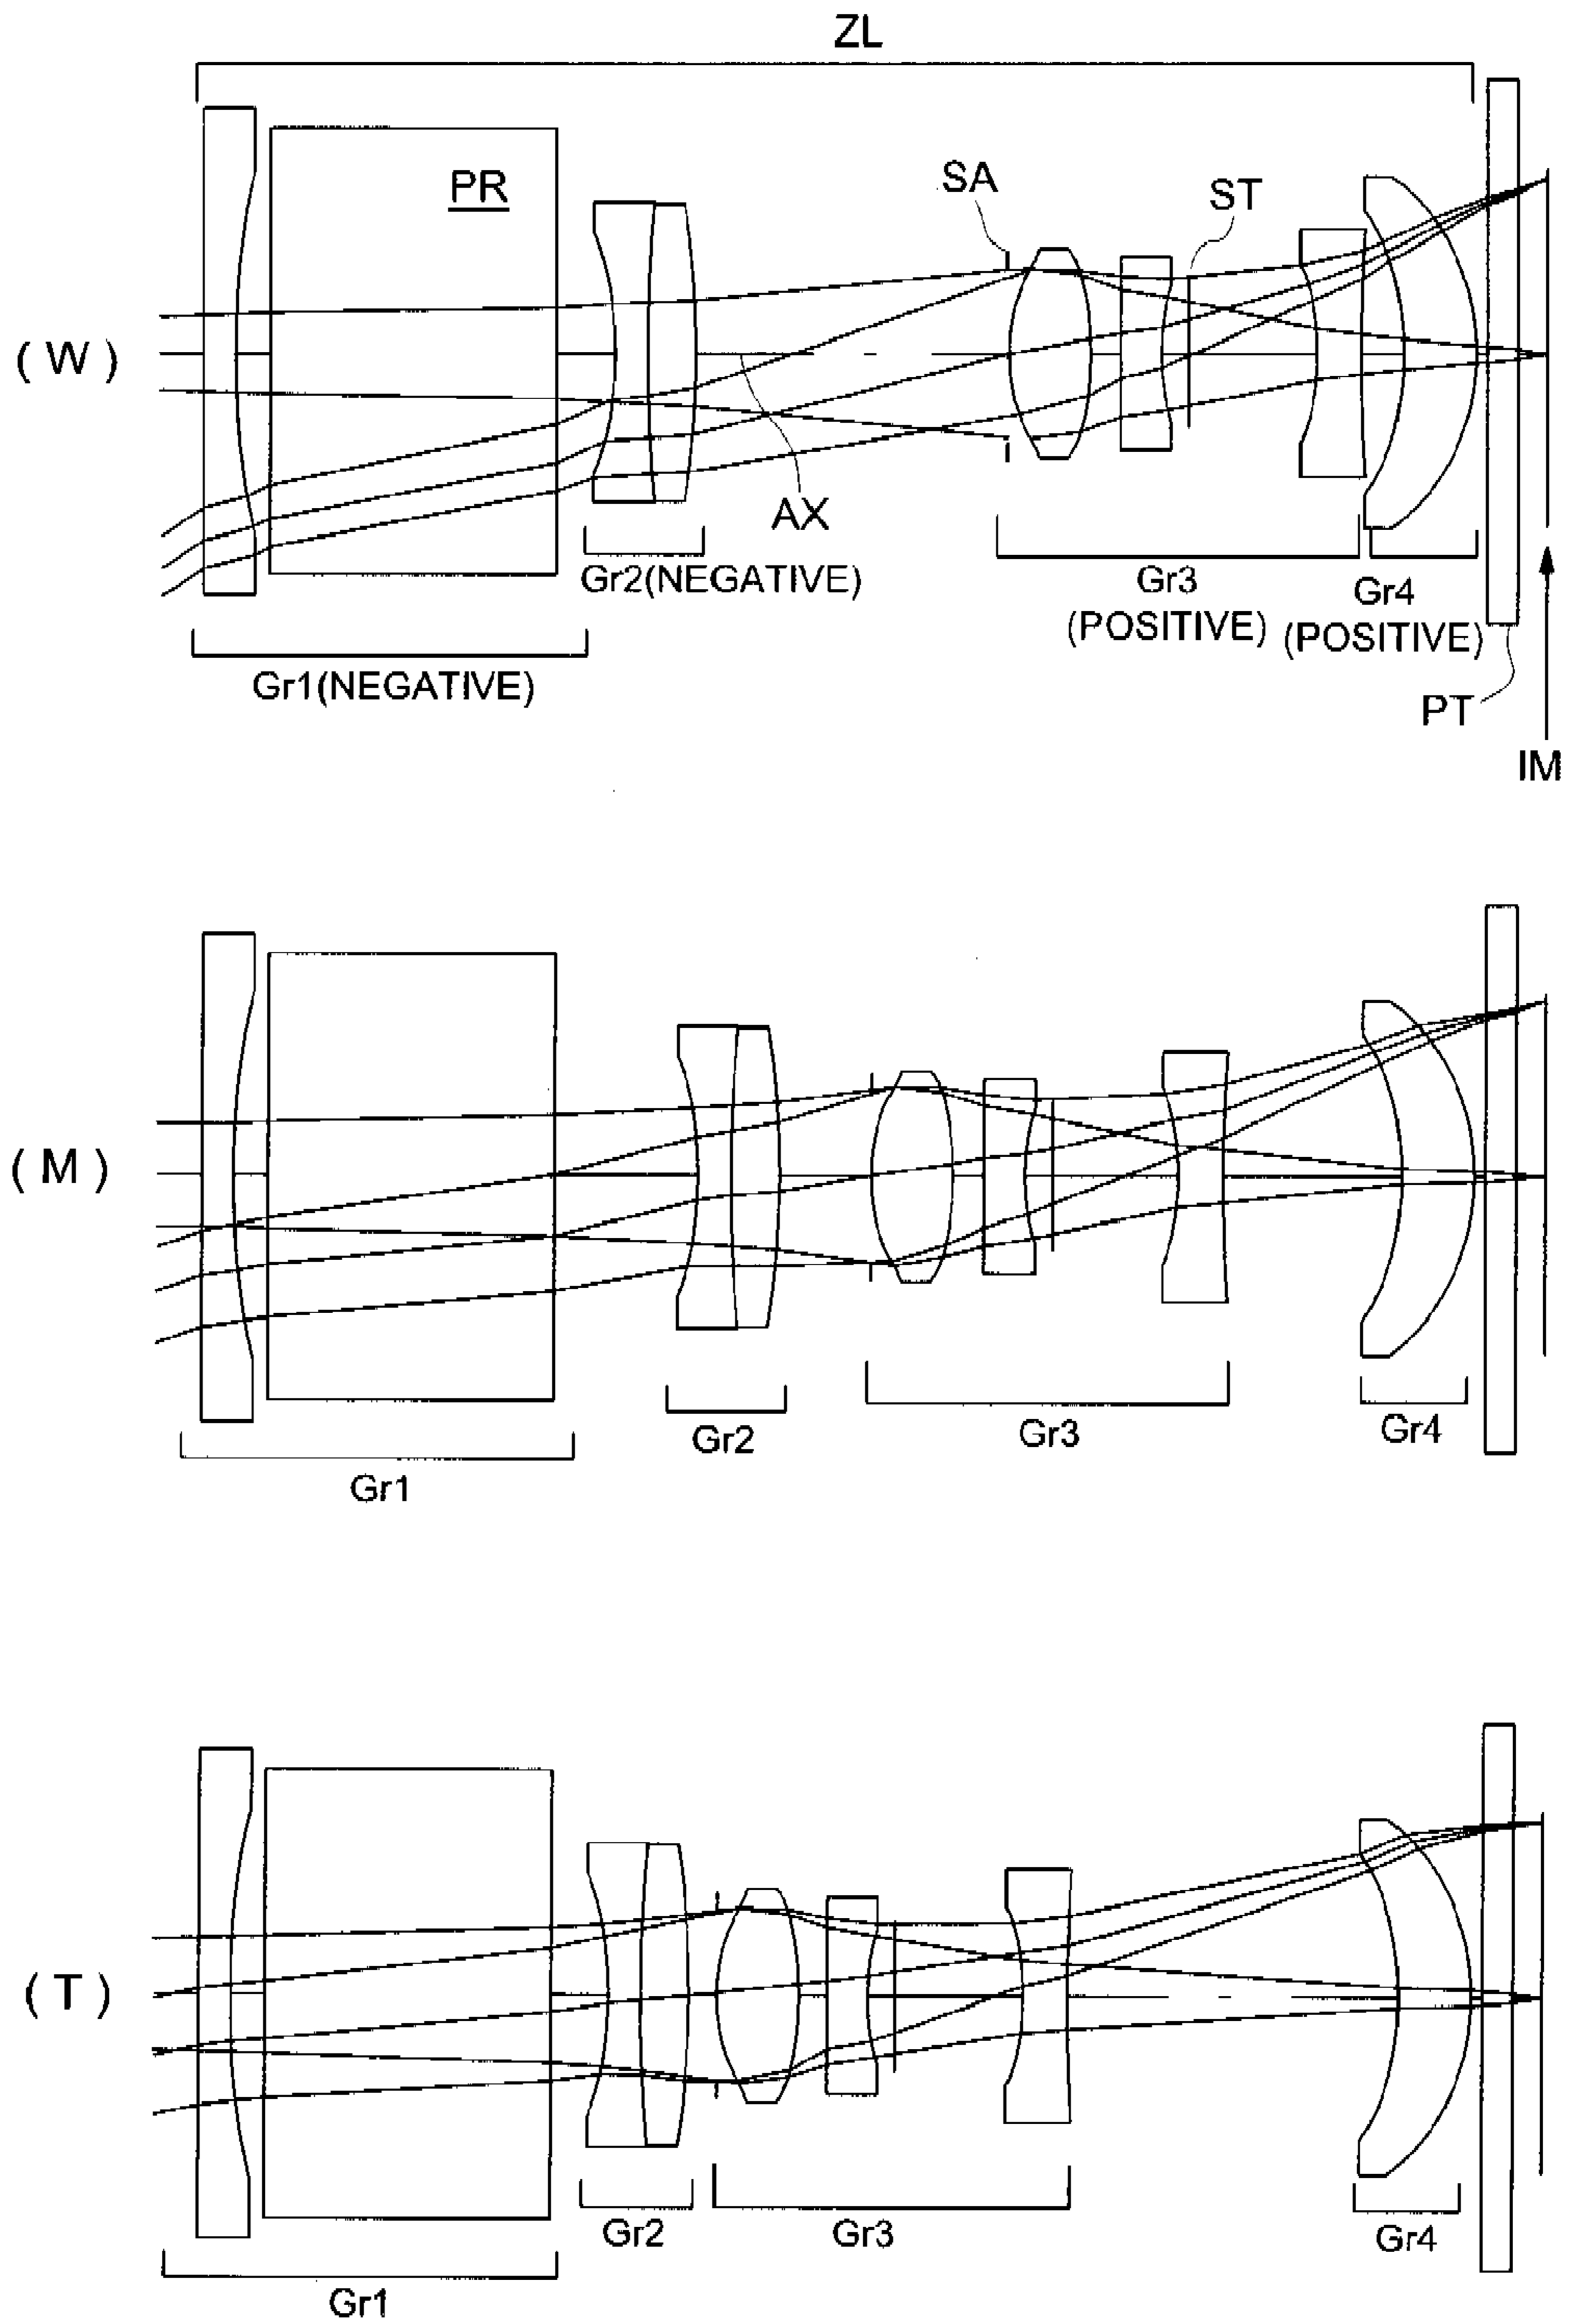 ZL
PR
SA
ST
( W )
AX
Gr2(NEGATIVE)
Gr3
(POSITIVE)
Gr4
(POSITIVE)
Gr1(NEGATIVE)
PT
IM
( M )
Gr2
Gr3
Gr4
Gr1
( T )
Gr2
Gr3
Gr4
Gr1